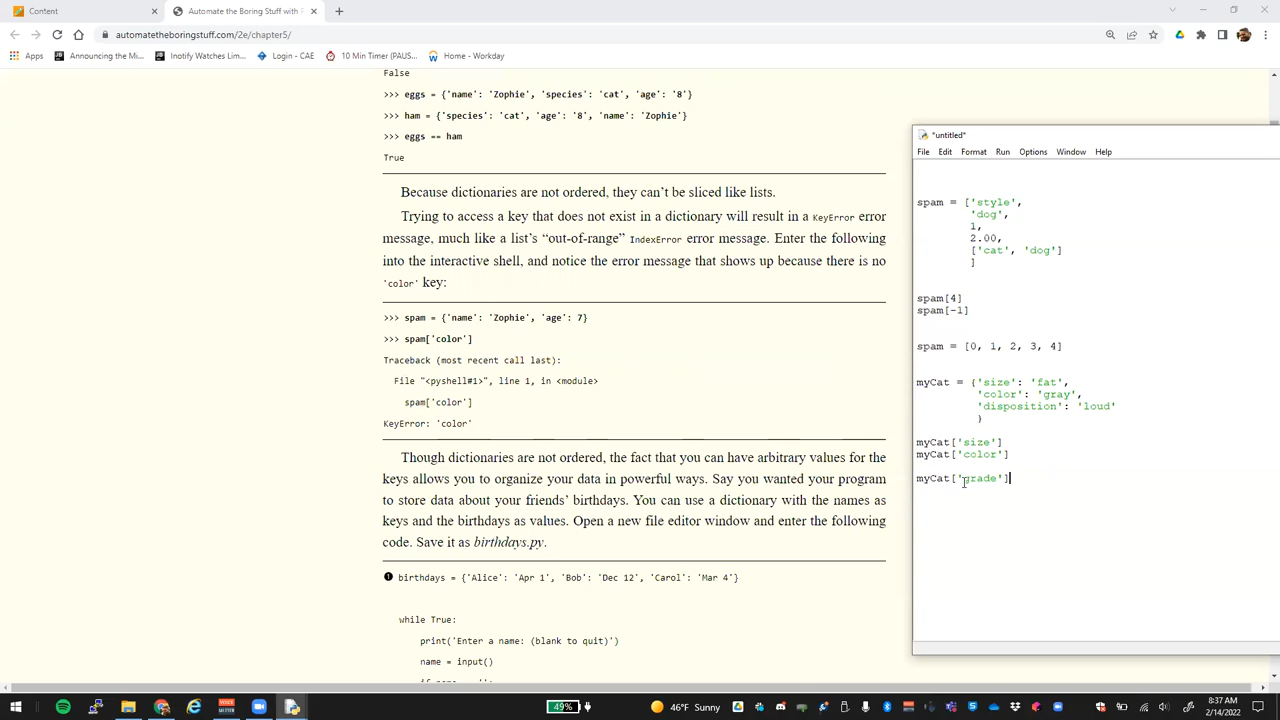 Content
Automate the Boring Stuff with P
automatetheboringstuff.com/2e/chapter5/
Apps
Announcing the Mi...
Inotify Watches Lim...
Login - CAE
10 Min Timer (PAUS...
Home - Workday
False
>>> eggs = {'name': 'Zophie', 'species': 'cat', 'age': '8'}
>>> ham = {'species': 'cat', 'age': '8', 'name': 'Zophie'}
>>> eggs == ham
True
Because dictionaries are not ordered, they can’t be sliced like lists.
Trying to access a key that does not exist in a dictionary will result in a KeyError error
message, much like a list’s “out-of-range” IndexError error message. Enter the following
into the interactive shell, and notice the error message that shows up because there is no
'color' key:
>>> spam = {'name': 'Zophie', 'age': 7}
>>> spam['color']
Traceback (most recent call last):
File "<pyshell#1>", line 1, in <module>
spam['color']
KeyError: 'color'
Though dictionaries are not ordered, the fact that you can have arbitrary values for the
keys allows you to organize your data in powerful ways. Say you wanted your program
to store data about your friends’ birthdays. You can use a dictionary with the names as
keys and the birthdays as values. Open a new file editor window and enter the following
code. Save it as birthdays.py.
❶ birthdays = {'Alice': 'Apr 1', 'Bob': 'Dec 12', 'Carol': 'Mar 4'}
while True:
print('Enter a name: (blank to quit)')
name = input()
*untitled*
File Edit Format Run Options Window Help
spam = ['style',
'dog',
1,
2.00,
['cat', 'dog']
]
spam[4]
spam[-1]
spam = [0, 1, 2, 3, 4]
myCat = {'size': 'fat',
'color': 'gray',
'disposition': 'loud'
}
myCat['size']
myCat['color']
myCat['grade']
49%
46°F Sunny
8:37 AM
2/14/2022